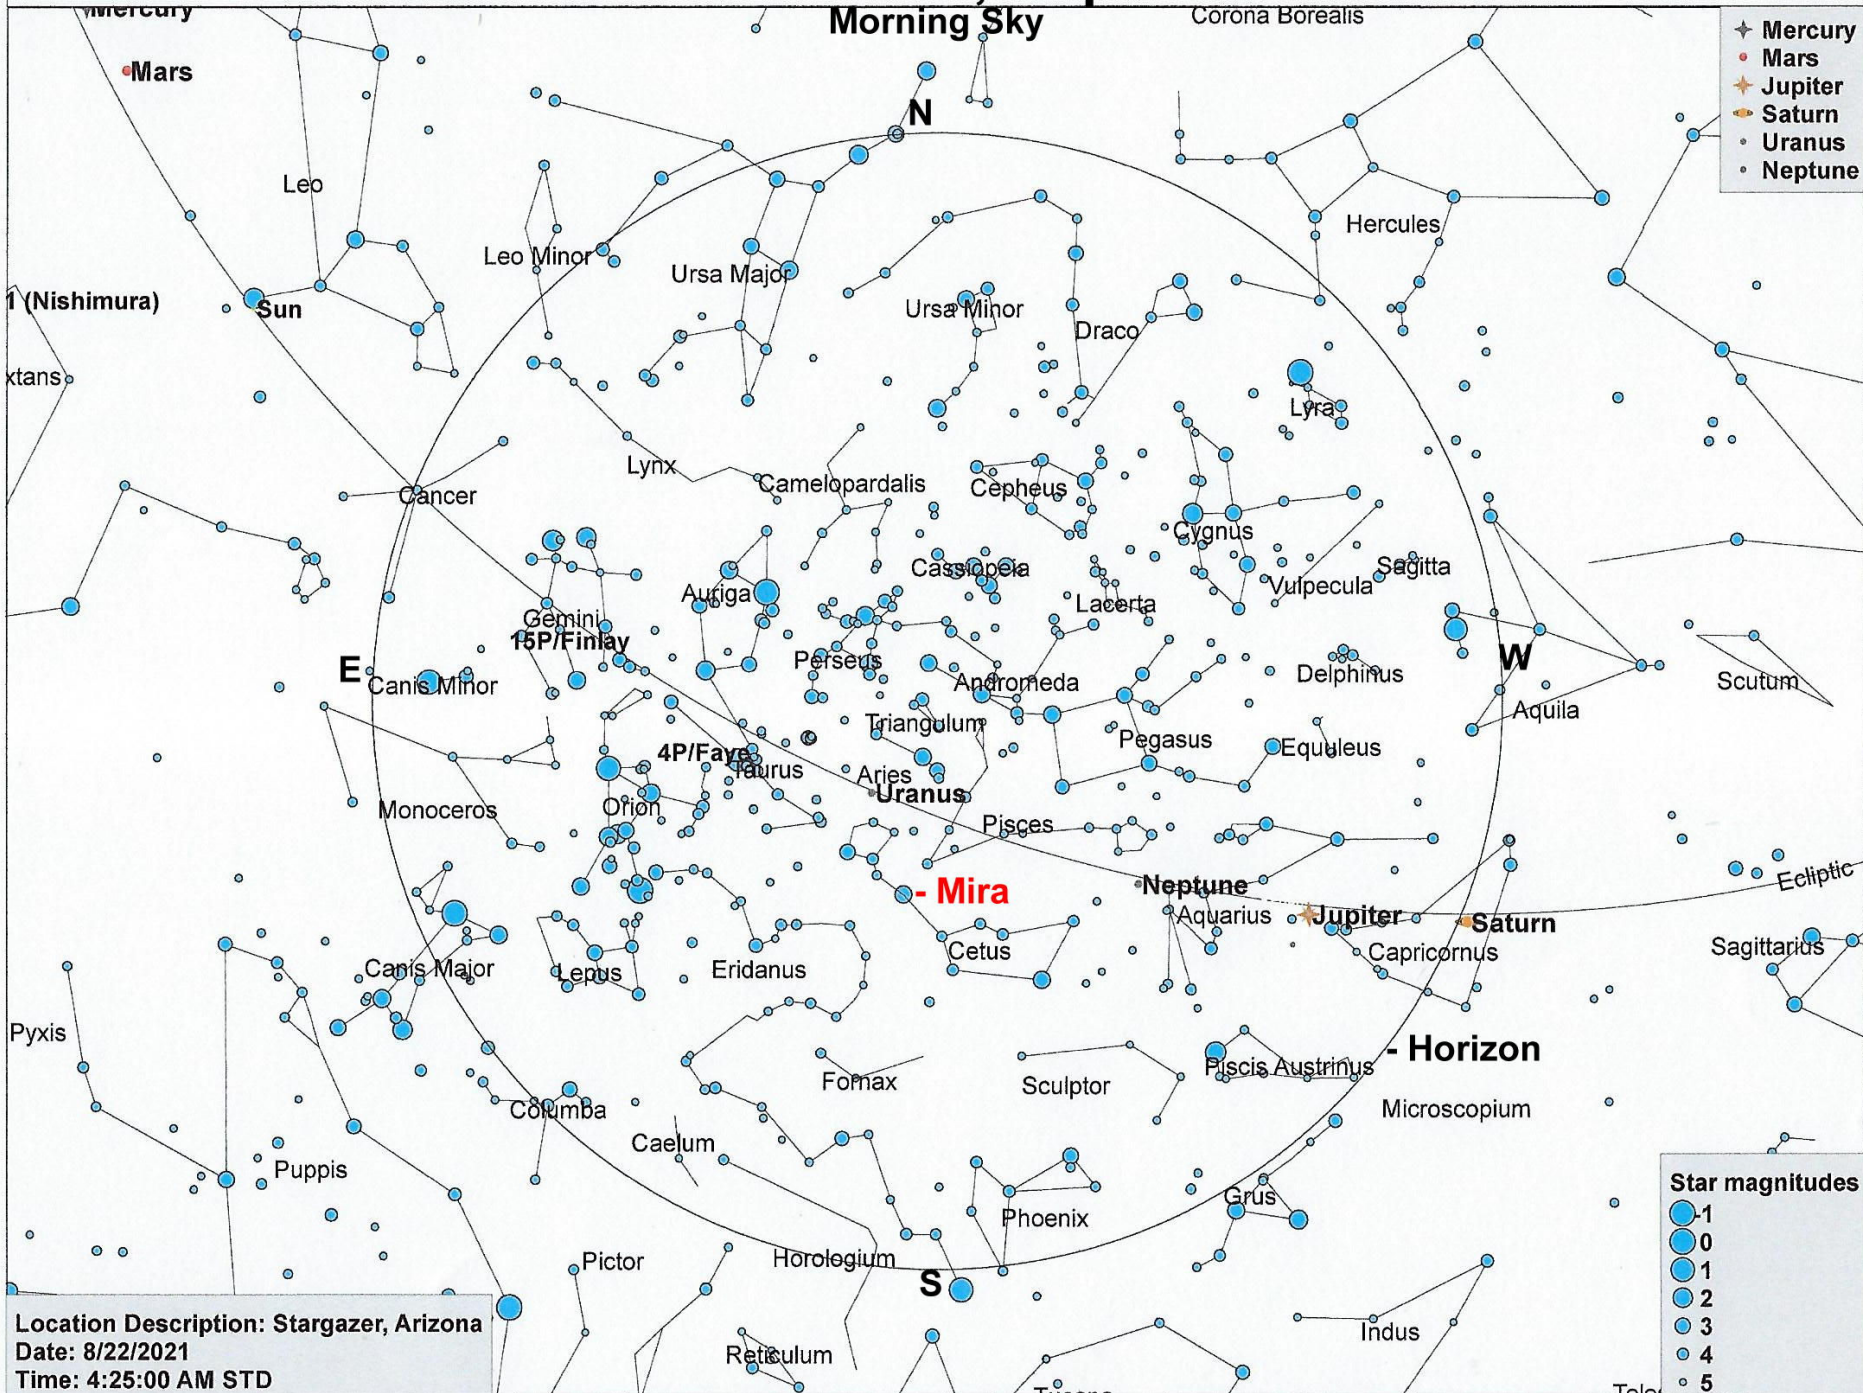 Mercury
Morning Sky
Corona Borealis
Mercury
Mars
Jupiter
Saturn
Uranus
Neptune
Mars
N
Leo
Hercules
Leo Minor
Ursa Major
Ursa Minor
Draco
1 (Nishimura)
Sun
xtans
Lyra
Lynx
Camelopardalis
Cepheus
Cancer
Cygnus
Cassiopeia
Sagitta
Vulpecula
Auriga
Lacerta
Gemini
15P/Finlay
Perseus
E
W
Canis Minor
Andromeda
Delphinus
Scutum
Aquila
Triangulum
Pegasus
Equuleus
4P/Faye
Taurus
Aries
Uranus
Monoceros
Orion
Pisces
Ecliptic
- Mira
Neptune
Aquarius
Jupiter
Saturn
Cetus
Capricornus
Sagittarius
Canis Major
Lepus
Eridanus
Pyxis
- Horizon
Piscis Austrinus
Fornax
Sculptor
Microscopium
Columba
Caelum
Puppis
Grus
Phoenix
Pictor
Horologium
S
Indus
Reticulum
Star magnitudes
-1
0
1
2
3
4
5
Location Description: Stargazer, Arizona
Date: 8/22/2021
Time: 4:25:00 AM STD